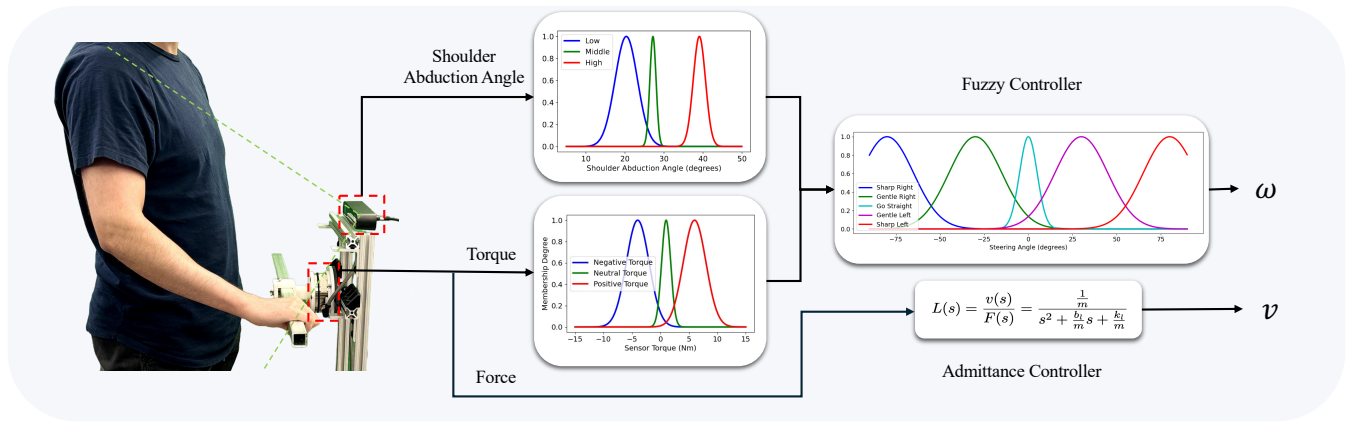 Shoulder
Abduction Angle
Low
Middle
High
1.0
0.8
0.6
0.4
0.2
0.0
10 20 30 40 50
Shoulder Abduction Angle (degrees)
Torque
Membership Degree
Negative Torque
Neutral Torque
Positive Torque
1.0
0.8
0.6
0.4
0.2
0.0
−15 −10 −5 0 5 10 15
Sensor Torque (Nm)
Force
Fuzzy Controller
1.0
0.8
0.6
0.4
0.2
0.0
Sharp Right
Gentle Right
Go Straight
Gentle Left
Sharp Left
−75 −50 −25 0 25 50 75
Steering Angle (degrees)
ω
L(s) = v(s)/F(s) = (1/m)/(s² + (b_l/m)s + k_l/m)
v
Admittance Controller